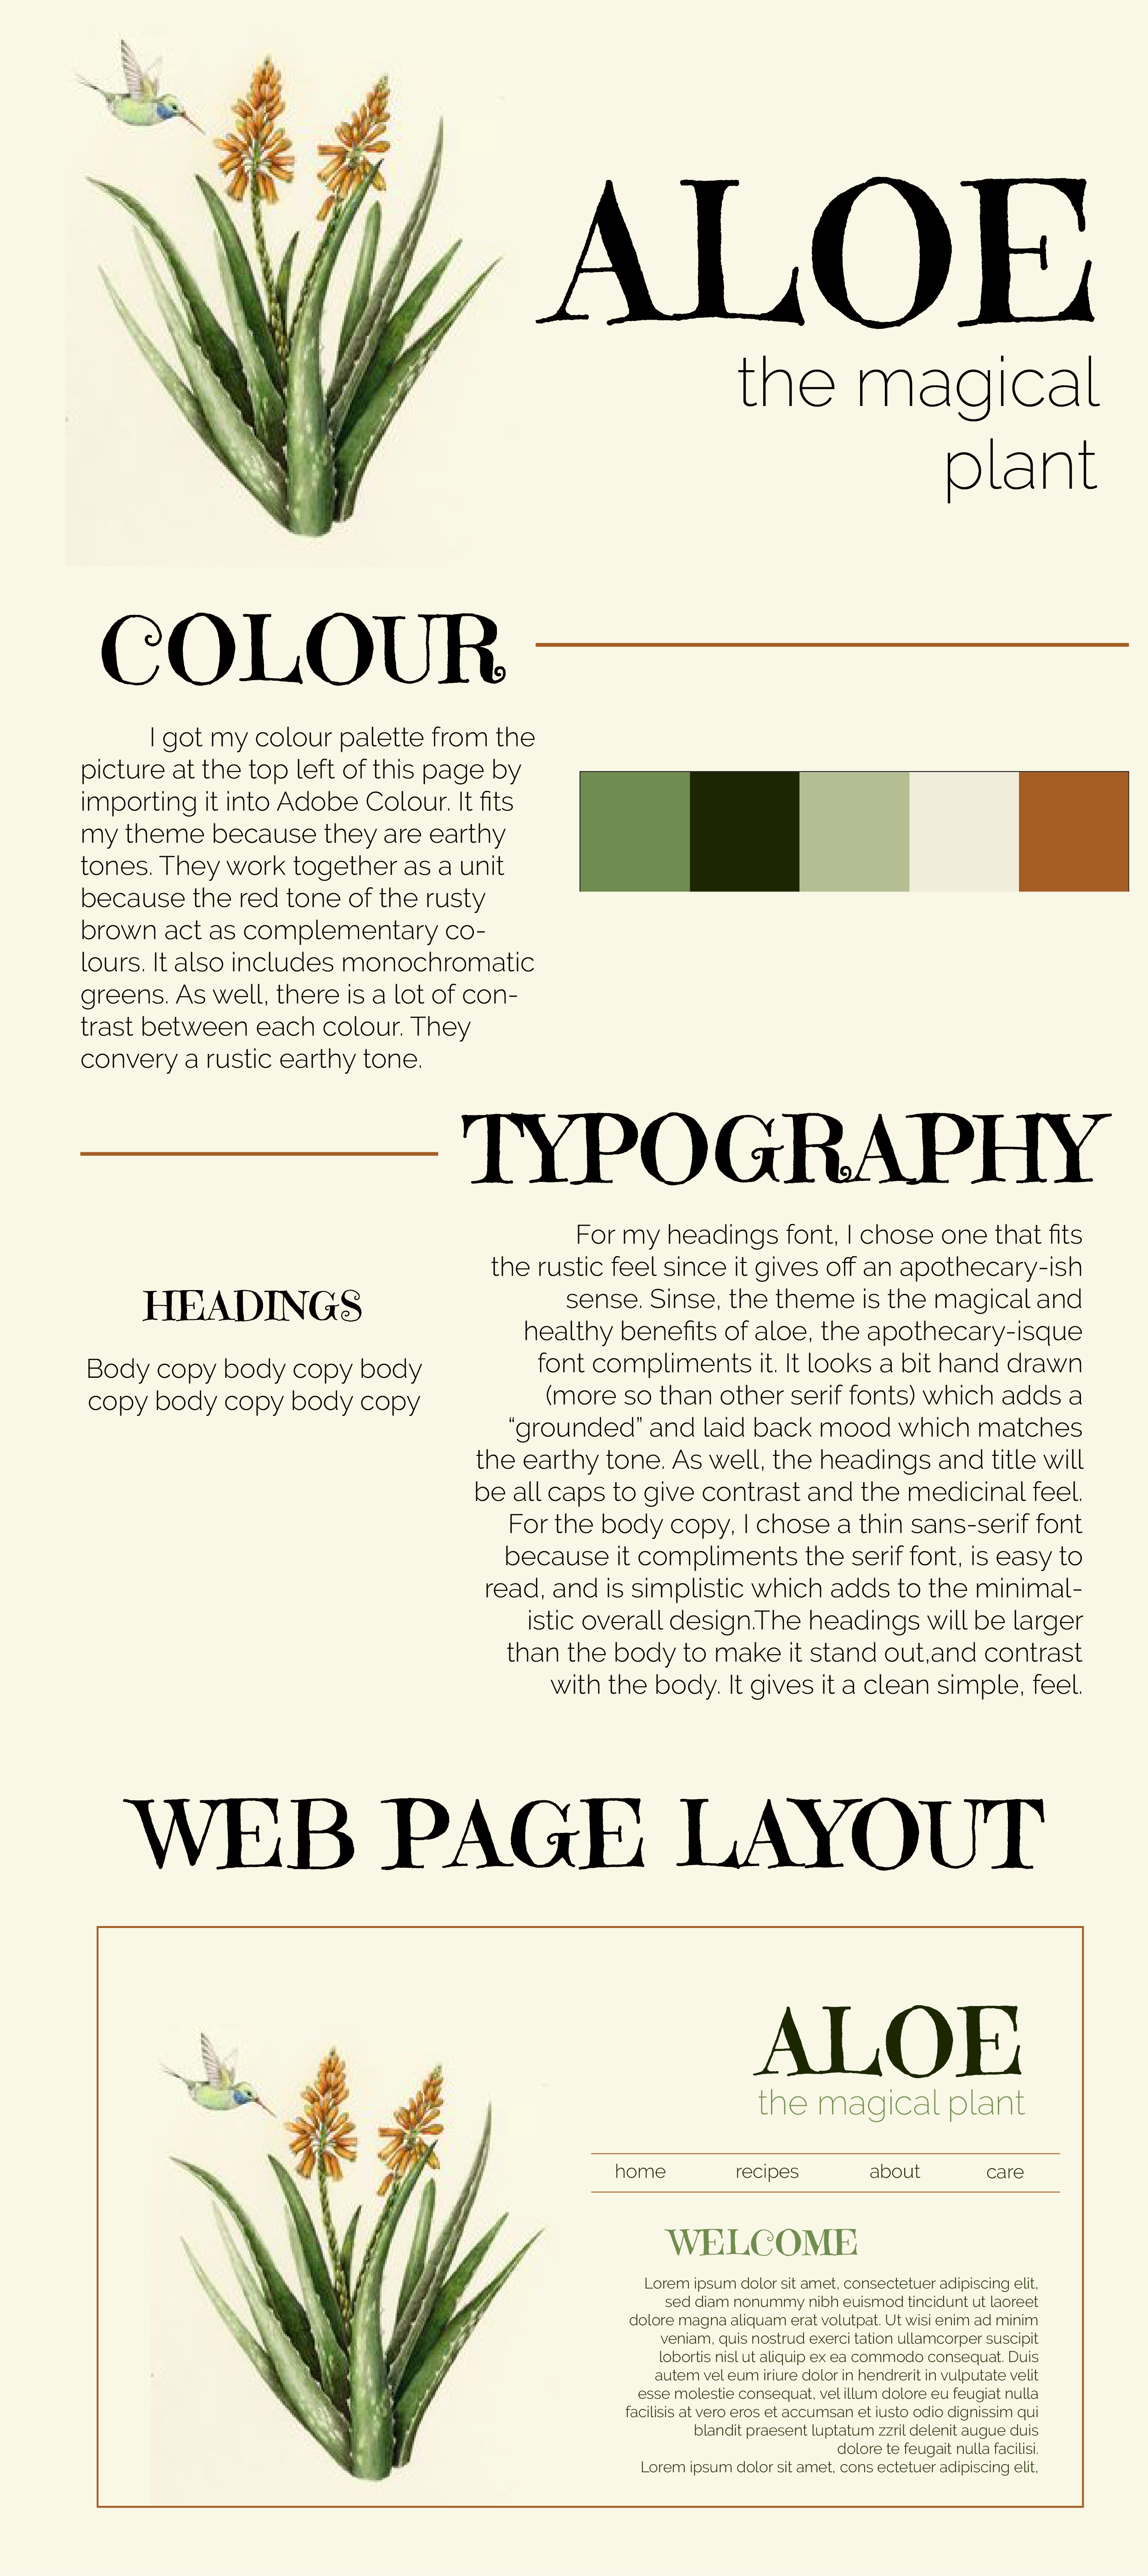 ALOE
the magical
plant
COLOUR
I got my colour palette from the
picture at the top left of this page by
importing it into Adobe Colour. It fits
my theme because they are earthy
tones. They work together as a unit
because the red tone of the rusty
brown act as complementary co-
lours. It also includes monochromatic
greens. As well, there is a lot of con-
trast between each colour. They
convery a rustic earthy tone.
TYPOGRAPHY
HEADINGS
Body copy body copy body
copy body copy body copy
For my headings font, I chose one that fits
the rustic feel since it gives off an apothecary-ish
sense. Sinse, the theme is the magical and
healthy benefits of aloe, the apothecary-isque
font compliments it. It looks a bit hand drawn
(more so than other serif fonts) which adds a
“grounded” and laid back mood which matches
the earthy tone. As well, the headings and title will
be all caps to give contrast and the medicinal feel.
For the body copy, I chose a thin sans-serif font
because it compliments the serif font, is easy to
read, and is simplistic which adds to the minimal-
istic overall design.The headings will be larger
than the body to make it stand out,and contrast
with the body. It gives it a clean simple, feel.
WEB PAGE LAYOUT
ALOE
the magical plant
home recipes about care
WELCOME
Lorem ipsum dolor sit amet, consectetuer adipiscing elit,
sed diam nonummy nibh euismod tincidunt ut laoreet
dolore magna aliquam erat volutpat. Ut wisi enim ad minim
veniam, quis nostrud exerci tation ullamcorper suscipit
lobortis nisl ut aliquip ex ea commodo consequat. Duis
autem vel eum iriure dolor in hendrerit in vulputate velit
esse molestie consequat, vel illum dolore eu feugiat nulla
facilisis at vero eros et accumsan et iusto odio dignissim qui
blandit praesent luptatum zzril delenit augue duis
dolore te feugait nulla facilisi.
Lorem ipsum dolor sit amet, cons ectetuer adipiscing elit,